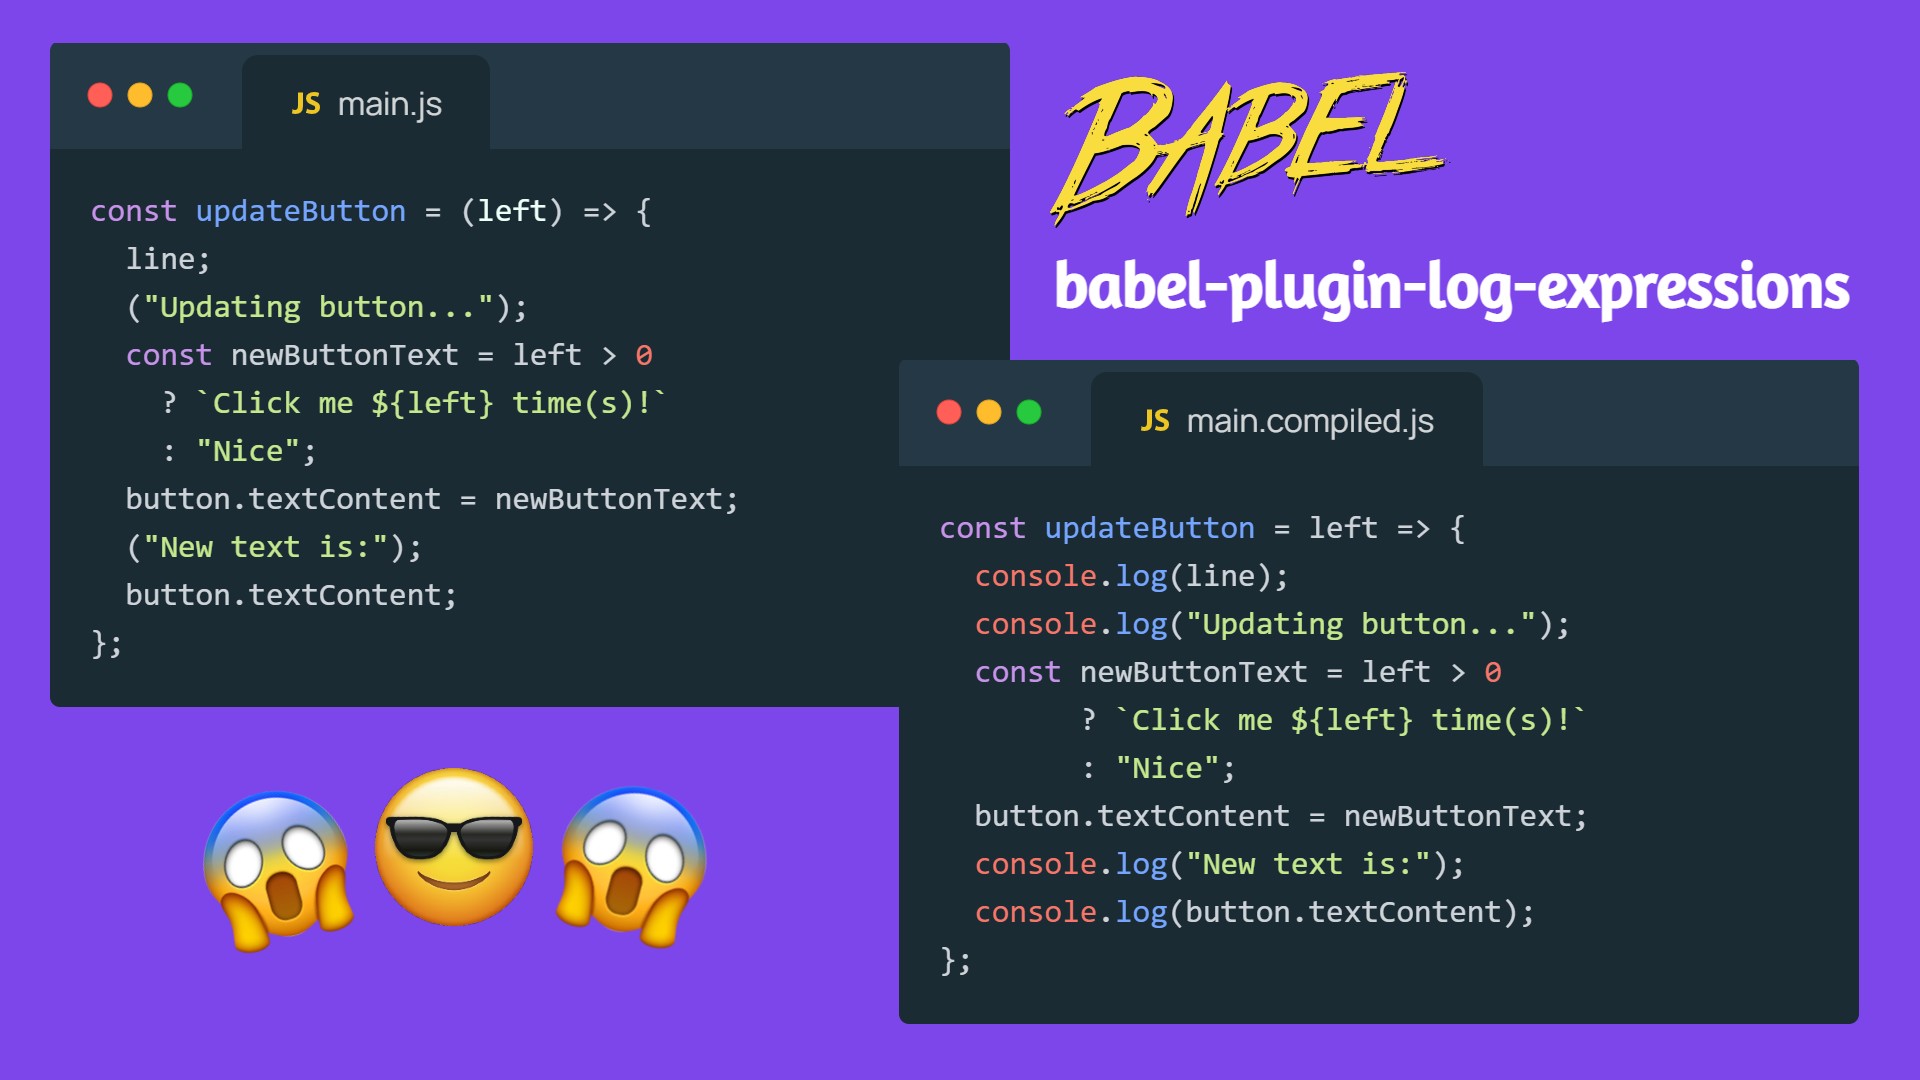 JS main.js
const updateButton = (left) => {
  line;
  ("Updating button...");
  const newButtonText = left > 0
    ? `Click me ${left} time(s)!`
    : "Nice";
  button.textContent = newButtonText;
  ("New text is:");
  button.textContent;
};
BABEL
babel-plugin-log-expressions
JS main.compiled.js
const updateButton = left => {
  console.log(line);
  console.log("Updating button...");
  const newButtonText = left > 0
        ? `Click me ${left} time(s)!`
        : "Nice";
  button.textContent = newButtonText;
  console.log("New text is:");
  console.log(button.textContent);
};